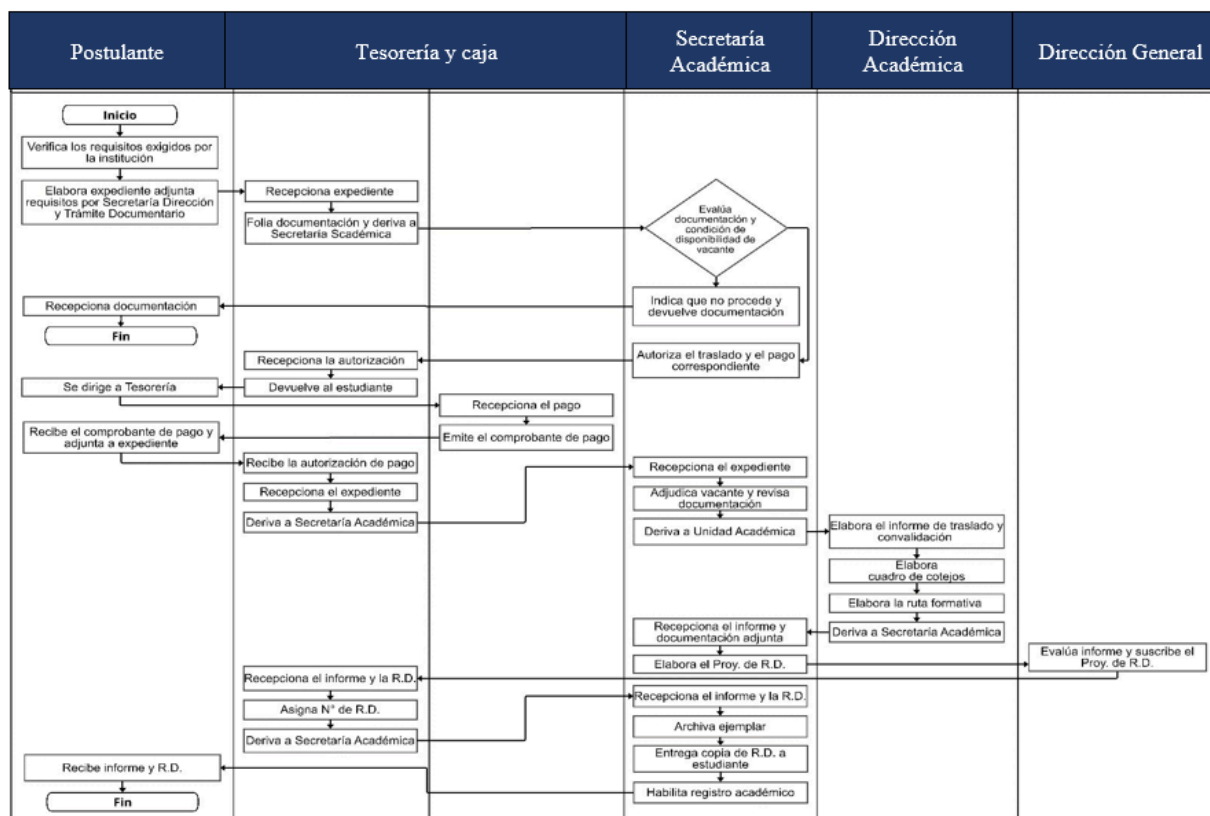 Postulante
Tesorería y caja
Secretaría
Académica
Dirección
Académica
Dirección General
Inicio
Verifica los requisitos exigidos por
la institución
Elabora expediente adjunta
requisitos por Secretaría Dirección
y Trámite Documentario
Recepciona expediente
Folia documentación y deriva a
Secretaría Scadémica
Evalúa
documentación y
condición de
disponibilidad de
vacante
Indica que no procede y
devuelve documentación
Recepciona documentación
Fin
Autoriza el traslado y el pago
correspondiente
Recepciona la autorización
Devuelve al estudiante
Se dirige a Tesorería
Recepciona el pago
Emite el comprobante de pago
Recibe el comprobante de pago y
adjunta a expediente
Recibe la autorización de pago
Recepciona el expediente
Deriva a Secretaría Académica
Recepciona el expediente
Adjudica vacante y revisa
documentación
Deriva a Unidad Académica
Elabora el informe de traslado y
convalidación
Elabora
cuadro de cotejos
Elabora la ruta formativa
Deriva a Secretaría Académica
Recepciona el informe y
documentación adjunta
Elabora el Proy. de R.D.
Evalúa informe y suscribe el
Proy. de R.D.
Recepciona el informe y la R.D.
Asigna N° de R.D.
Deriva a Secretaría Académica
Recepciona el informe y la R.D.
Archiva ejemplar
Entrega copia de R.D. a
estudiante
Habilita registro académico
Recibe informe y R.D.
Fin